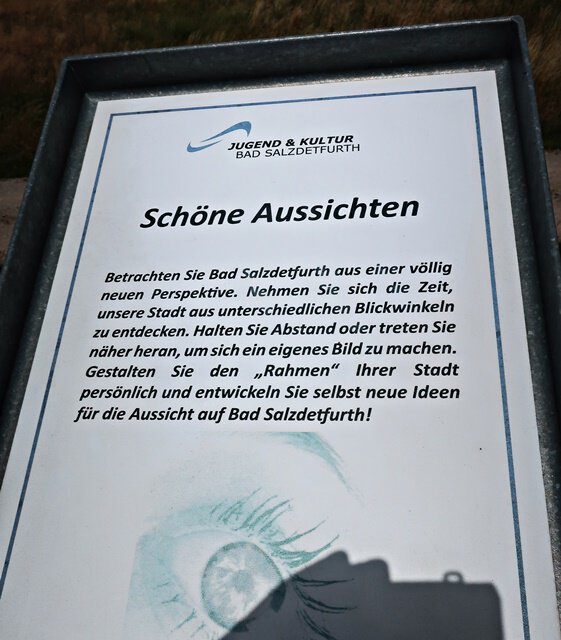 JUGEND & KULTUR
BAD SALZDETFURTH
Schöne Aussichten
Betrachten Sie Bad Salzdetfurth aus einer völlig
neuen Perspektive. Nehmen Sie sich die Zeit,
unsere Stadt aus unterschiedlichen Blickwinkeln
zu entdecken. Halten Sie Abstand oder treten Sie
näher heran, um sich ein eigenes Bild zu machen.
Gestalten Sie den „Rahmen“ Ihrer Stadt
persönlich und entwickeln Sie selbst neue Ideen
für die Aussicht auf Bad Salzdetfurth!